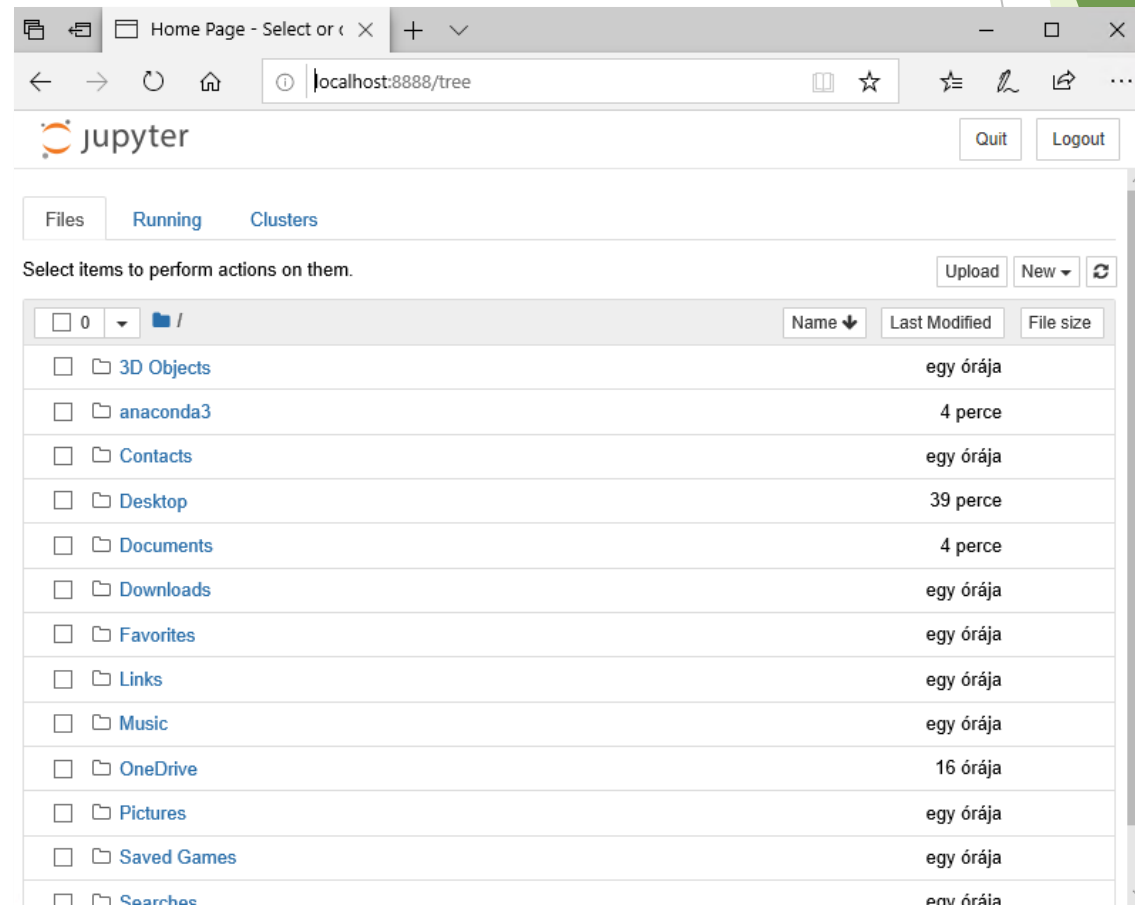 Home Page - Select or c
localhost:8888/tree
jupyter
Quit Logout
Files Running Clusters
Select items to perform actions on them.
Upload New
0 / Name Last Modified File size
3D Objects egy órája
anaconda3 4 perce
Contacts egy órája
Desktop 39 perce
Documents 4 perce
Downloads egy órája
Favorites egy órája
Links egy órája
Music egy órája
OneDrive 16 órája
Pictures egy órája
Saved Games egy órája
Searches egy órája